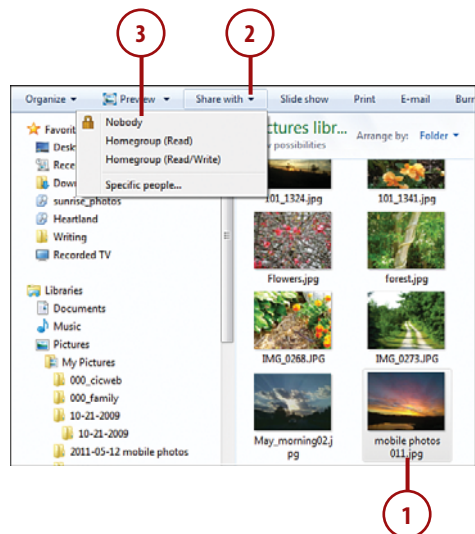 3
2
Organize
Preview
Share with
Slide show
Print
E-mail
Burn
Nobody
Homegroup (Read)
Homegroup (Read/Write)
Specific people...
ctures libr...
possibilities
Arrange by: Folder
Favorit
Desk
Rece
Down
sunrise_photos
Heartland
Writing
Recorded TV
Libraries
Documents
Music
Pictures
My Pictures
000_cicweb
000_family
10-21-2009
10-21-2009
2011-05-12 mobile photos
101_1324.jpg
101_1341.jpg
Flowers.jpg
forest.jpg
IMG_0268.JPG
IMG_0273.JPG
May_morning02.j
pg
mobile photos
011.jpg
1